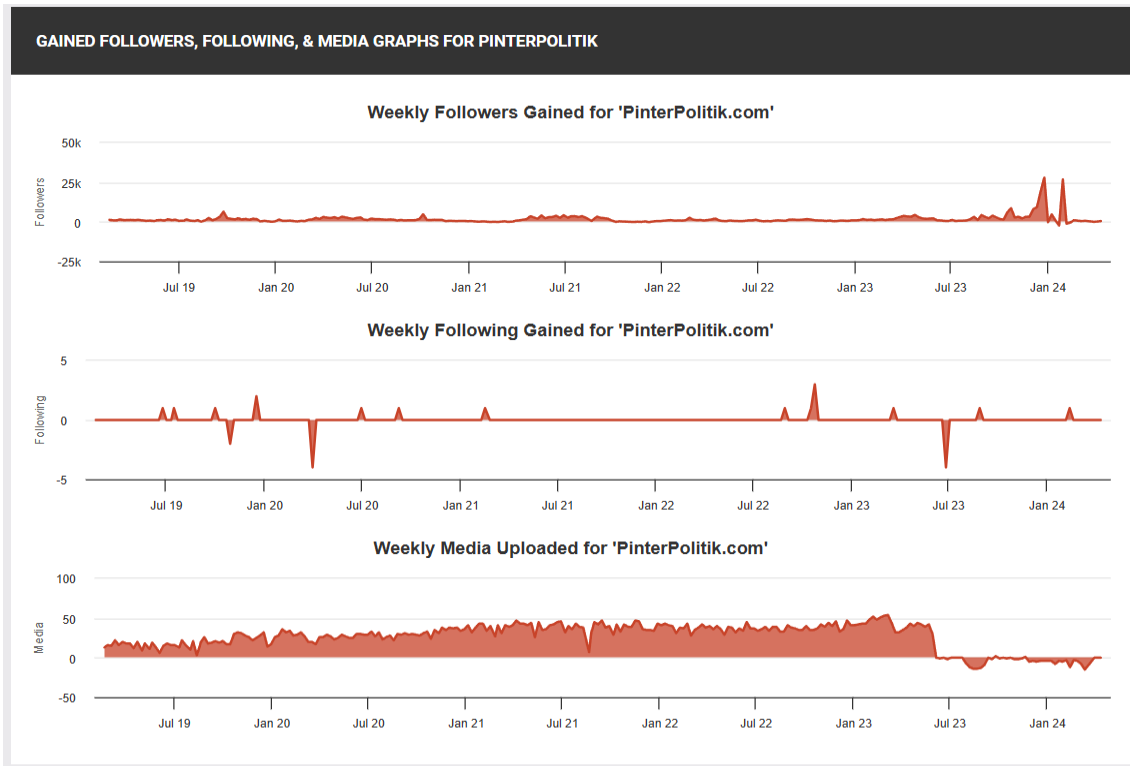 GAINED FOLLOWERS, FOLLOWING, & MEDIA GRAPHS FOR PINTERPOLITIK
Weekly Followers Gained for 'PinterPolitik.com'
50k
25k
0
-25k
Followers
Jul 19 Jan 20 Jul 20 Jan 21 Jul 21 Jan 22 Jul 22 Jan 23 Jul 23 Jan 24
Weekly Following Gained for 'PinterPolitik.com'
5
0
-5
Following
Jul 19 Jan 20 Jul 20 Jan 21 Jul 21 Jan 22 Jul 22 Jan 23 Jul 23 Jan 24
Weekly Media Uploaded for 'PinterPolitik.com'
100
50
0
-50
Media
Jul 19 Jan 20 Jul 20 Jan 21 Jul 21 Jan 22 Jul 22 Jan 23 Jul 23 Jan 24